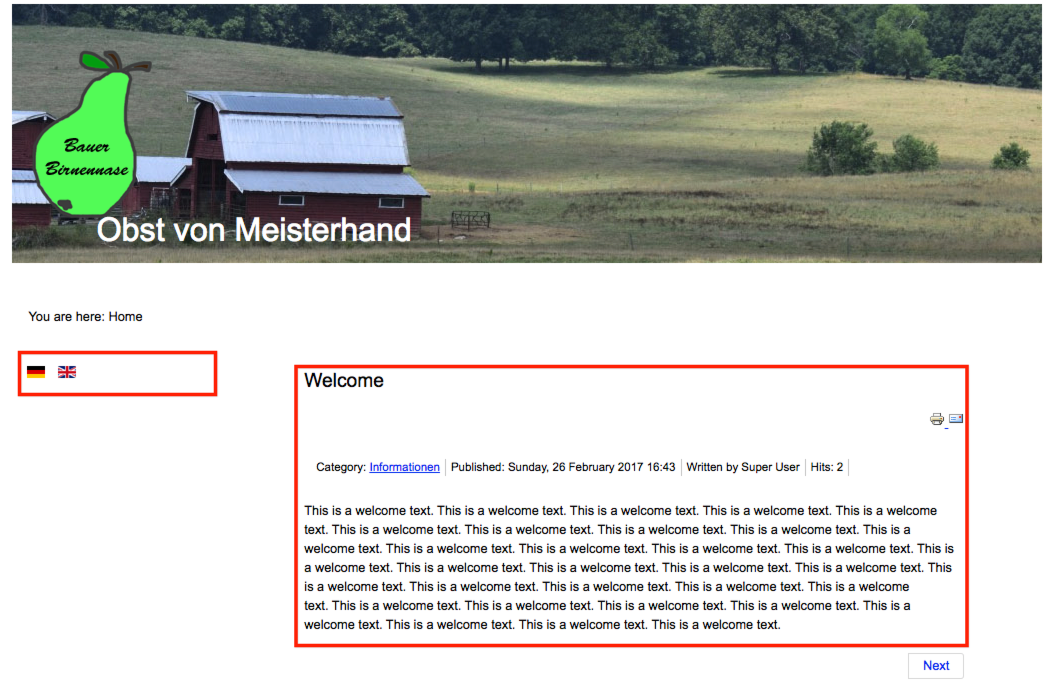 Bauer
Birnennase
Obst von Meisterhand
You are here: Home
Welcome
Category: Informationen Published: Sunday, 26 February 2017 16:43 Written by Super User Hits: 2
This is a welcome text. This is a welcome text. This is a welcome text. This is a welcome text. This is a welcome
text. This is a welcome text. This is a welcome text. This is a welcome text. This is a welcome text. This is a
welcome text. This is a welcome text. This is a welcome text. This is a welcome text. This is a welcome text. This is
a welcome text. This is a welcome text. This is a welcome text. This is a welcome text. This is a welcome text. This
is a welcome text. This is a welcome text. This is a welcome text. This is a welcome text. This is a welcome
text. This is a welcome text. This is a welcome text. This is a welcome text. This is a welcome text. This is a
welcome text. This is a welcome text. This is a welcome text. This is a welcome text.
Next